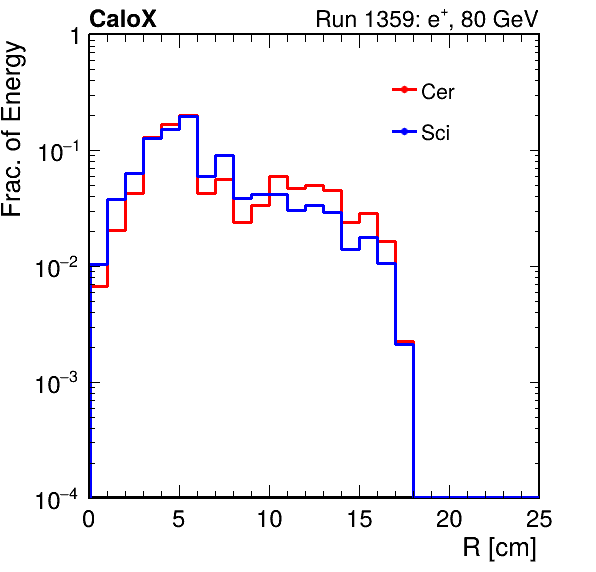 CaloX Run 1359: e⁺, 80 GeV
Frac. of Energy
1
10⁻¹
10⁻²
10⁻³
10⁻⁴
Cer
Sci
0 5 10 15 20 25
R [cm]